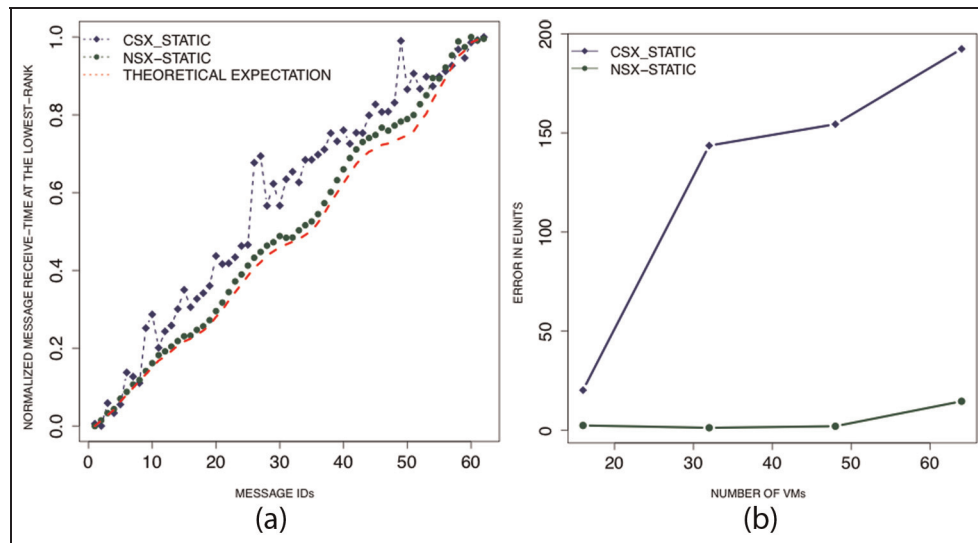 CSX_STATIC
NSX-STATIC
THEORETICAL EXPECTATION
NORMALIZED MESSAGE RECEIVE-TIME AT THE LOWEST-RANK
0.0 0.2 0.4 0.6 0.8 1.0
0 10 20 30 40 50 60
MESSAGE IDs
(a)
CSX_STATIC
NSX-STATIC
ERROR IN EUNITS
0 50 100 150 200
20 30 40 50 60
NUMBER OF VMs
(b)